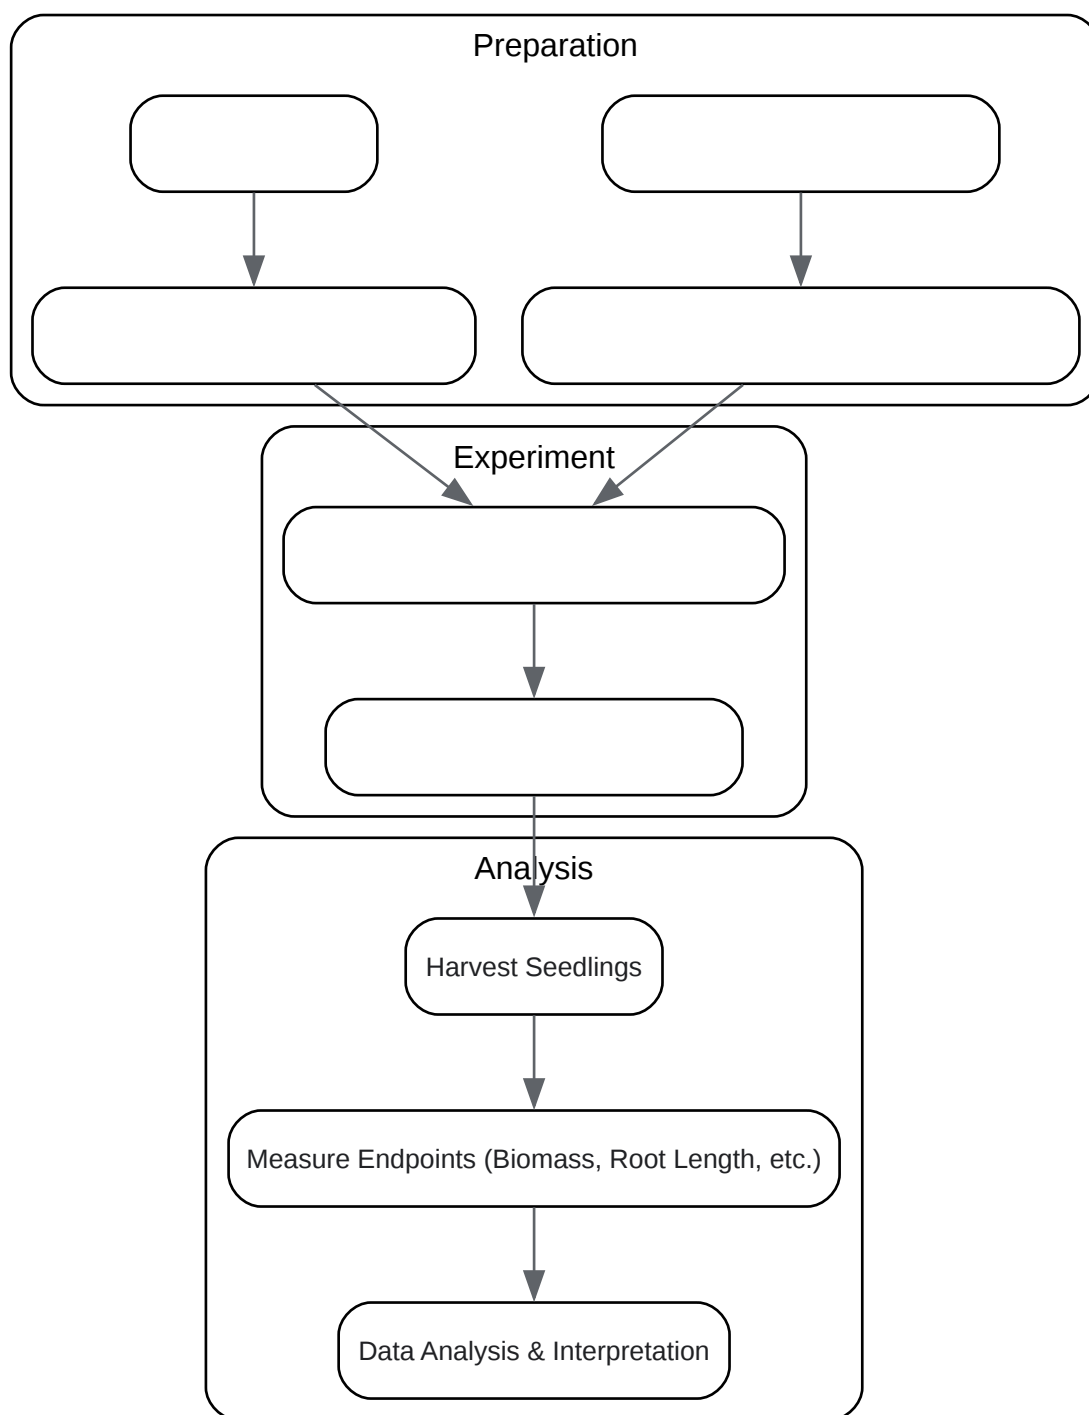 Preparation
Experiment
Analysis
Harvest Seedlings
Measure Endpoints (Biomass, Root Length, etc.)
Data Analysis & Interpretation